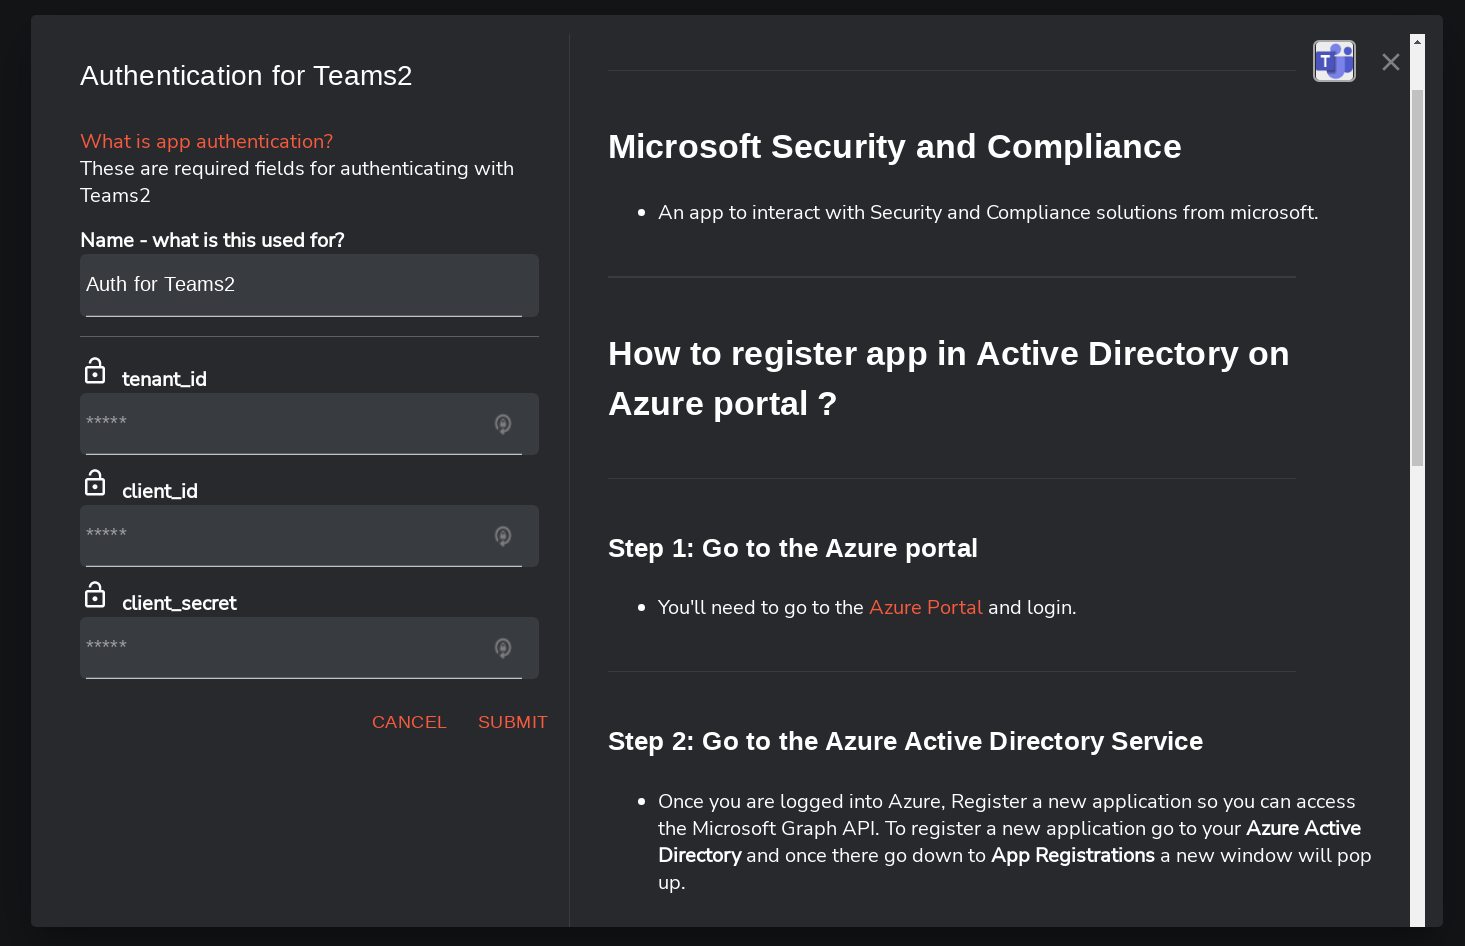 Authentication for Teams2
What is app authentication?
These are required fields for authenticating with
Teams2
Name - what is this used for?
Auth for Teams2
tenant_id
*****
client_id
*****
client_secret
*****
CANCEL SUBMIT
T
Microsoft Security and Compliance
• An app to interact with Security and Compliance solutions from microsoft.
How to register app in Active Directory on
Azure portal ?
Step 1: Go to the Azure portal
• You'll need to go to the Azure Portal and login.
Step 2: Go to the Azure Active Directory Service
• Once you are logged into Azure, Register a new application so you can access
the Microsoft Graph API. To register a new application go to your Azure Active
Directory and once there go down to App Registrations a new window will pop
up.